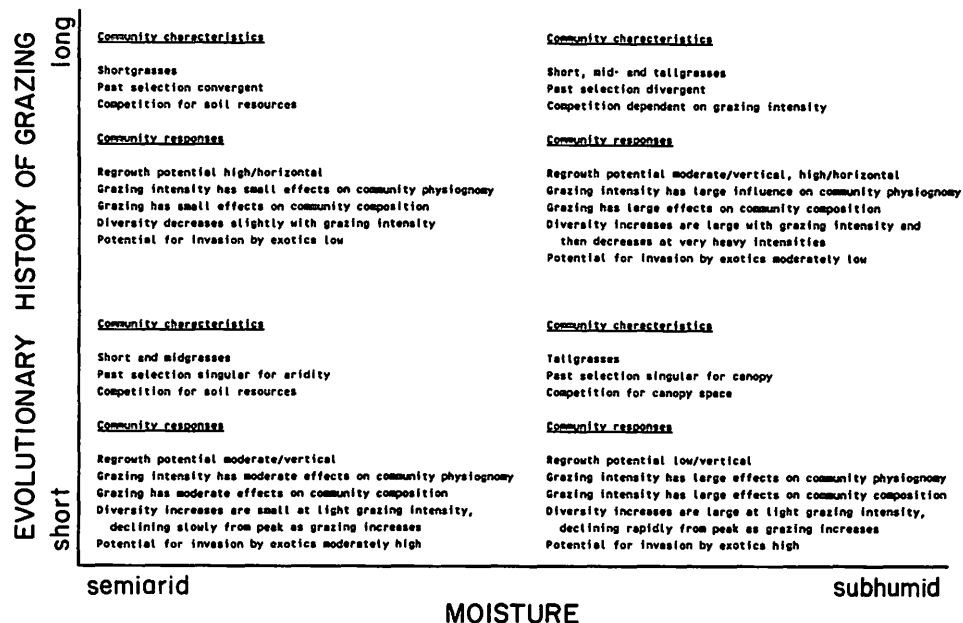 EVOLUTIONARY HISTORY OF GRAZING
long
short
Community characteristics
Shortgrasses
Past selection convergent
Competition for soil resources
Community responses
Regrowth potential high/horizontal
Grazing intensity has small effects on community physiognomy
Grazing has small effects on community composition
Diversity decreases slightly with grazing intensity
Potential for invasion by exotics low
Community characteristics
Short, mid- and tallgrasses
Past selection divergent
Competition dependent on grazing intensity
Community responses
Regrowth potential moderate/vertical, high/horizontal
Grazing intensity has large influence on community physiognomy
Grazing has large effects on community composition
Diversity increases are large with grazing intensity and
then decreases at very heavy intensities
Potential for invasion by exotics moderately low
Community characteristics
Short and midgrasses
Past selection singular for aridity
Competition for soil resources
Community responses
Regrowth potential moderate/vertical
Grazing intensity has moderate effects on community physiognomy
Grazing has moderate effects on community composition
Diversity increases are small at light grazing intensity,
declining slowly from peak as grazing increases
Potential for invasion by exotics moderately high
Community characteristics
Tallgrasses
Past selection singular for canopy
Competition for canopy space
Community responses
Regrowth potential low/vertical
Grazing intensity has large effects on community physiognomy
Grazing intensity has large effects on community composition
Diversity increases are large at light grazing intensity,
declining rapidly from peak as grazing increases
Potential for invasion by exotics high
semiarid
subhumid
MOISTURE